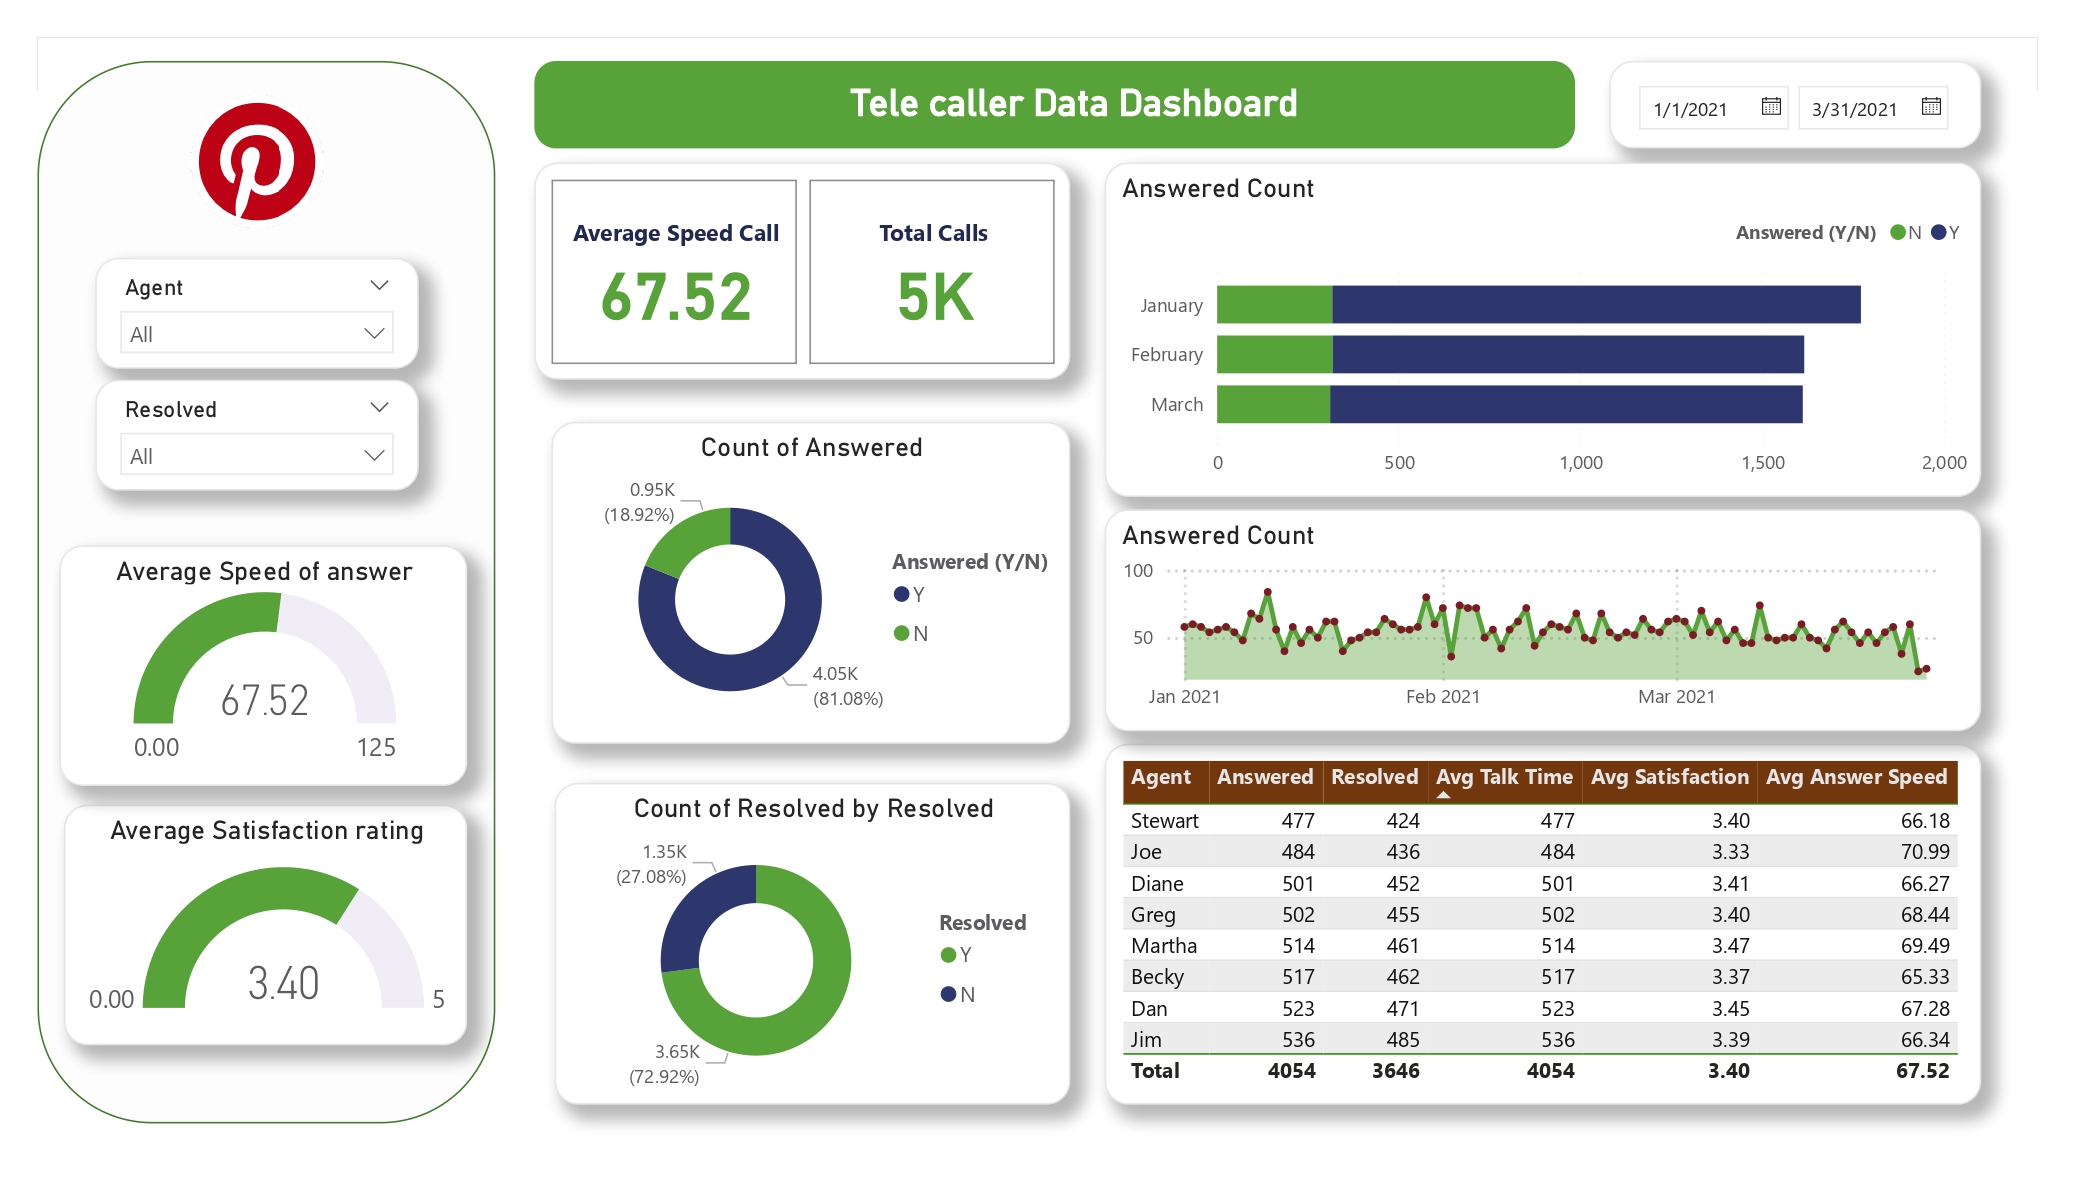 Tele caller Data Dashboard
1/1/2021
3/31/2021
Agent
All
Resolved
All
Average Speed of answer
67.52
0.00
125
Average Satisfaction rating
3.40
0.00
5
Average Speed Call
67.52
Total Calls
5K
Count of Answered
0.95K
(18.92%)
4.05K
(81.08%)
Answered (Y/N)
Y
N
Count of Resolved by Resolved
1.35K
(27.08%)
3.65K
(72.92%)
Resolved
Y
N
Answered Count
Answered (Y/N) N Y
January
February
March
0 500 1,000 1,500 2,000
Answered Count
100
50
Jan 2021 Feb 2021 Mar 2021
Agent Answered Resolved Avg Talk Time Avg Satisfaction Avg Answer Speed
Stewart 477 424 477 3.40 66.18
Joe 484 436 484 3.33 70.99
Diane 501 452 501 3.41 66.27
Greg 502 455 502 3.40 68.44
Martha 514 461 514 3.47 69.49
Becky 517 462 517 3.37 65.33
Dan 523 471 523 3.45 67.28
Jim 536 485 536 3.39 66.34
Total 4054 3646 4054 3.40 67.52